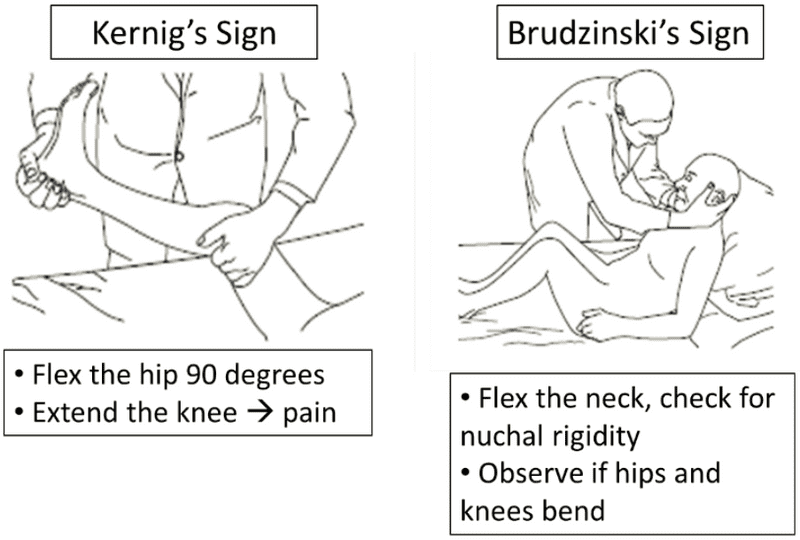 Kernig's Sign
• Flex the hip 90 degrees
• Extend the knee → pain
Brudzinski's Sign
• Flex the neck, check for
nuchal rigidity
• Observe if hips and
knees bend